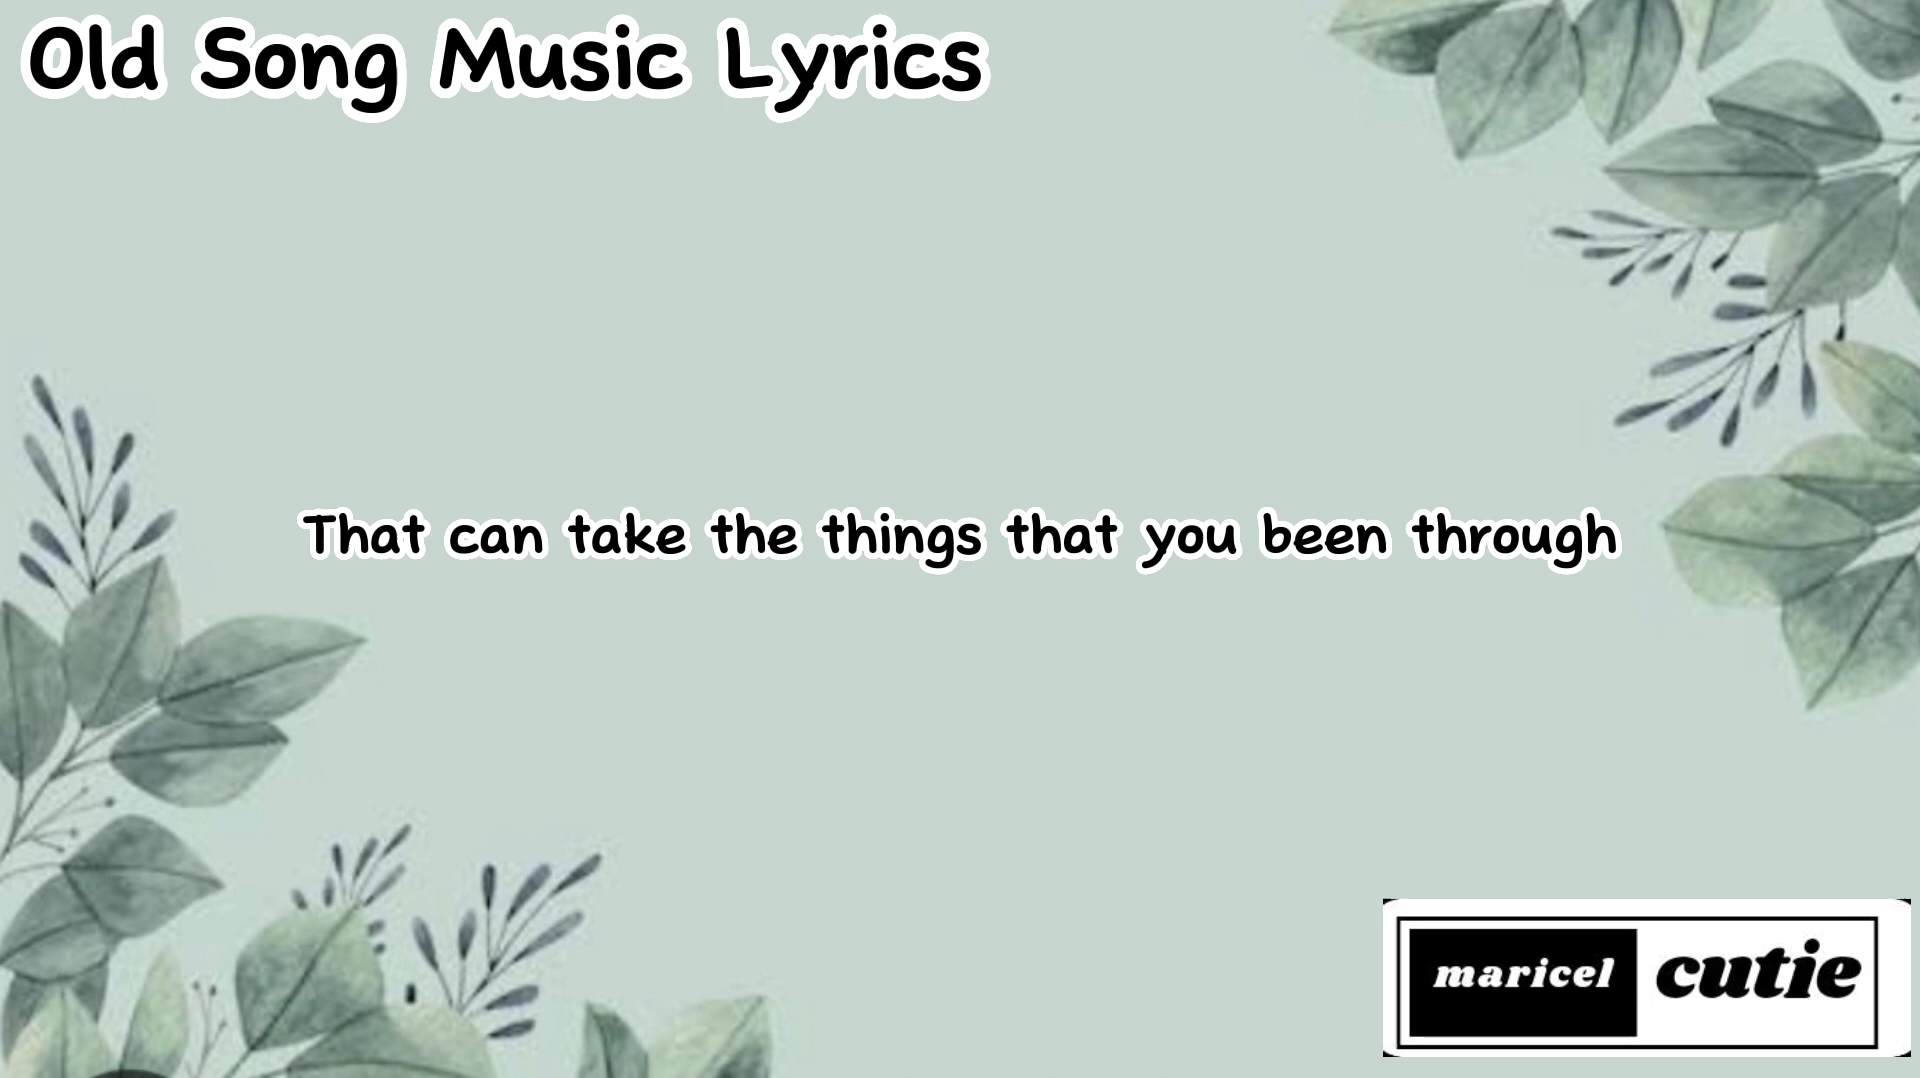 Old Song Music Lyrics
That can take the things that you been through
maricel cutie